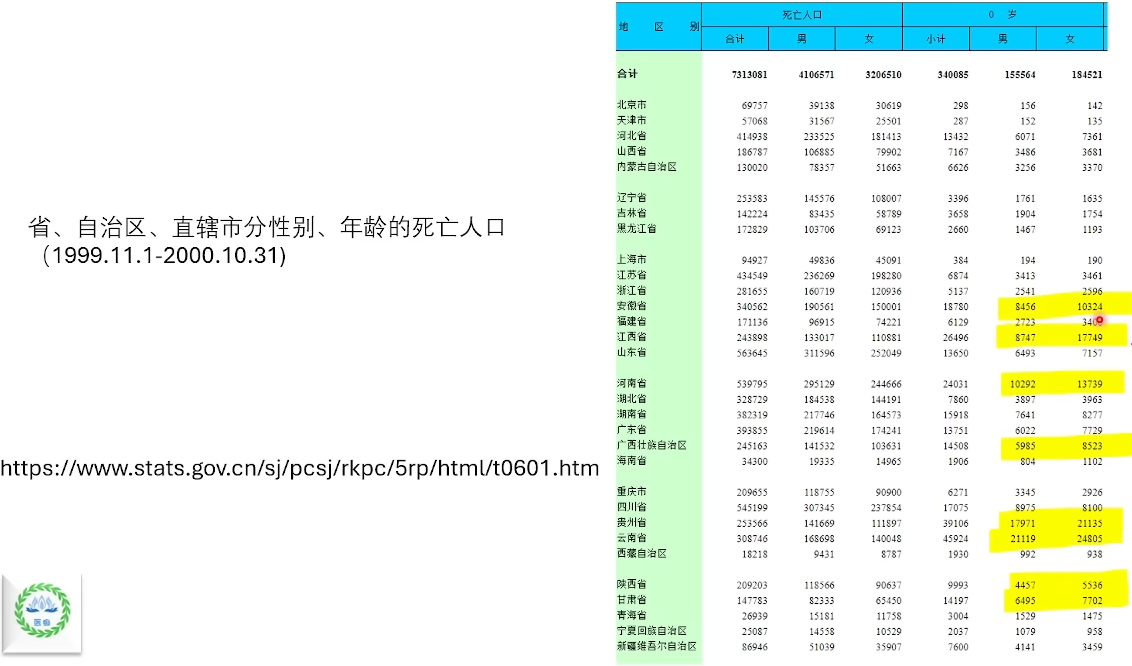 省、自治区、直辖市分性别、年龄的死亡人口
（1999.11.1-2000.10.31)
https://www.stats.gov.cn/sj/pcsj/rkpc/5rp/html/t0601.htm
地 区 别 死亡人口 0 岁
合计 男 女 小计 男 女
合计 7313081 4106571 3206510 340085 155564 184521
北京市 69757 39138 30619 298 156 142
天津市 57068 31567 25501 287 152 135
河北省 414938 233525 181413 13432 6071 7361
山西省 186787 106885 79902 7167 3486 3681
内蒙古自治区 130020 78357 51663 6626 3256 3370
辽宁省 253583 145576 108007 3396 1761 1635
吉林省 142224 83435 58789 3658 1904 1754
黑龙江省 172829 103706 69123 2660 1467 1193
上海市 94927 49836 45091 384 194 190
江苏省 434549 236269 198280 6874 3413 3461
浙江省 281655 160719 120936 5137 2541 2596
安徽省 340562 190561 150001 18780 8456 10324
福建省 171136 96915 74221 6129 2723
江西省 243898 133017 110881 26496 8747 17749
山东省 563645 311596 252049 13650 6493 7157
河南省 539795 295129 244666 24031 10292 13739
湖北省 328729 184538 144191 7860 3897 3963
湖南省 382319 217746 164573 15918 7641 8277
广东省 393855 219614 174241 13751 6022 7729
广西壮族自治区 245163 141532 103631 14508 5985 8523
海南省 34300 19335 14965 1906 804 1102
重庆市 209655 118755 90900 6271 3345 2926
四川省 545199 307345 237854 17075 8975 8100
贵州省 253566 141669 111897 39106 17971 21135
云南省 308746 168698 140048 45924 21119 24805
西藏自治区 18218 9431 8787 1930 992 938
陕西省 209203 118566 90637 9993 4457 5536
甘肃省 147783 82333 65450 14197 6495 7702
青海省 26939 15181 11758 3004 1529 1475
宁夏回族自治区 25087 14558 10529 2037 1079 958
新疆维吾尔自治区 86946 51039 35907 7600 4141 3459